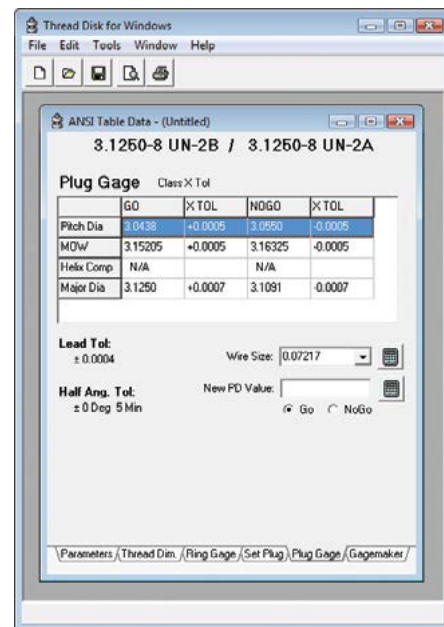 Thread Disk for Windows
File Edit Tools Window Help
ANSI Table Data - (Untitled)
3.1250-8 UN-2B / 3.1250-8 UN-2A
Plug Gage Class X Tol
GO X TOL NOGO X TOL
Pitch Dia 3.0438 +0.0005 3.0550 -0.0005
MOW 3.15205 +0.0005 3.16325 -0.0005
Helix Comp N/A N/A
Major Dia 3.1250 +0.0007 3.1091 -0.0007
Lead Tol:
± 0.0004
Wire Size: 0.07217
Half Ang. Tol:
± 0 Deg 5 Min
New PD Value:
Go NoGo
Parameters Thread Dim. Ring Gage Set Plug Plug Gage Gagemaker